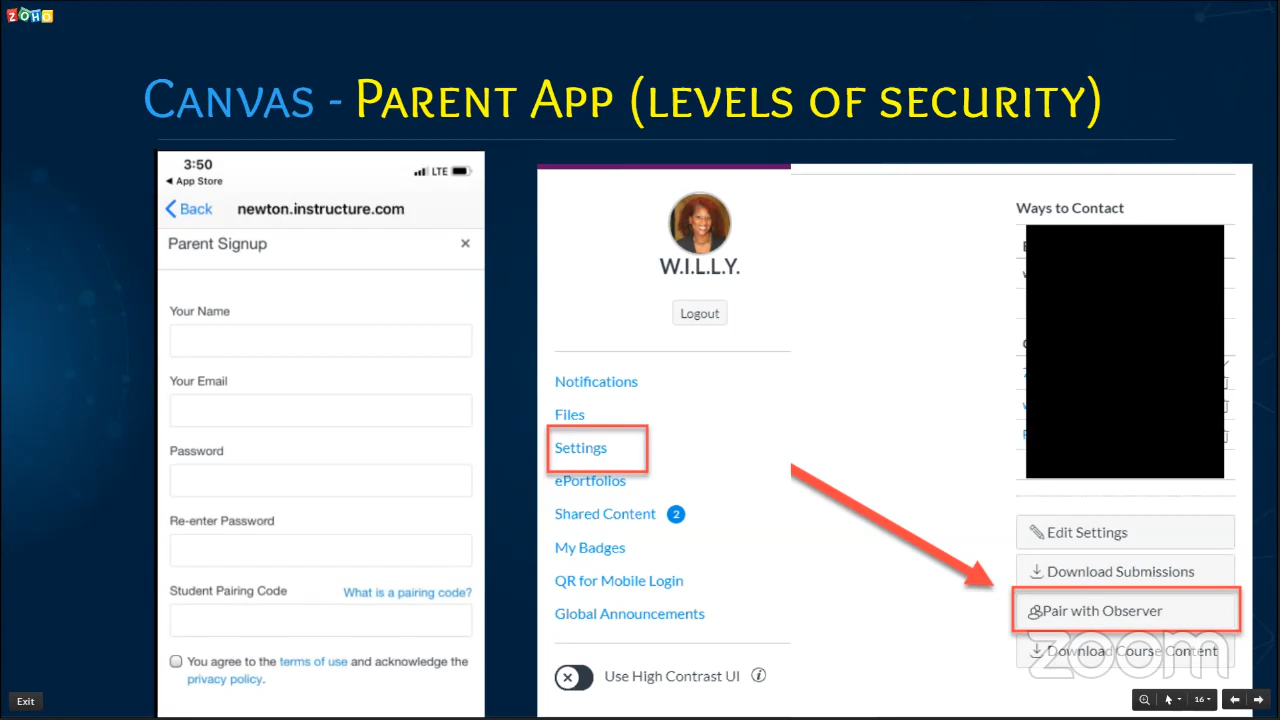 ZOHO
CANVAS - PARENT APP (LEVELS OF SECURITY)
3:50
LTE
◀ App Store
Back
newton.instructure.com
Parent Signup
×
Your Name
Your Email
Password
Re-enter Password
Student Pairing Code
What is a pairing code?
You agree to the terms of use and acknowledge the
privacy policy.
W.I.L.L.Y.
Logout
Notifications
Files
Settings
ePortfolios
Shared Content 2
My Badges
QR for Mobile Login
Global Announcements
Use High Contrast UI
Ways to Contact
Edit Settings
Download Submissions
Pair with Observer
Download Course Content
zoom
Exit
16